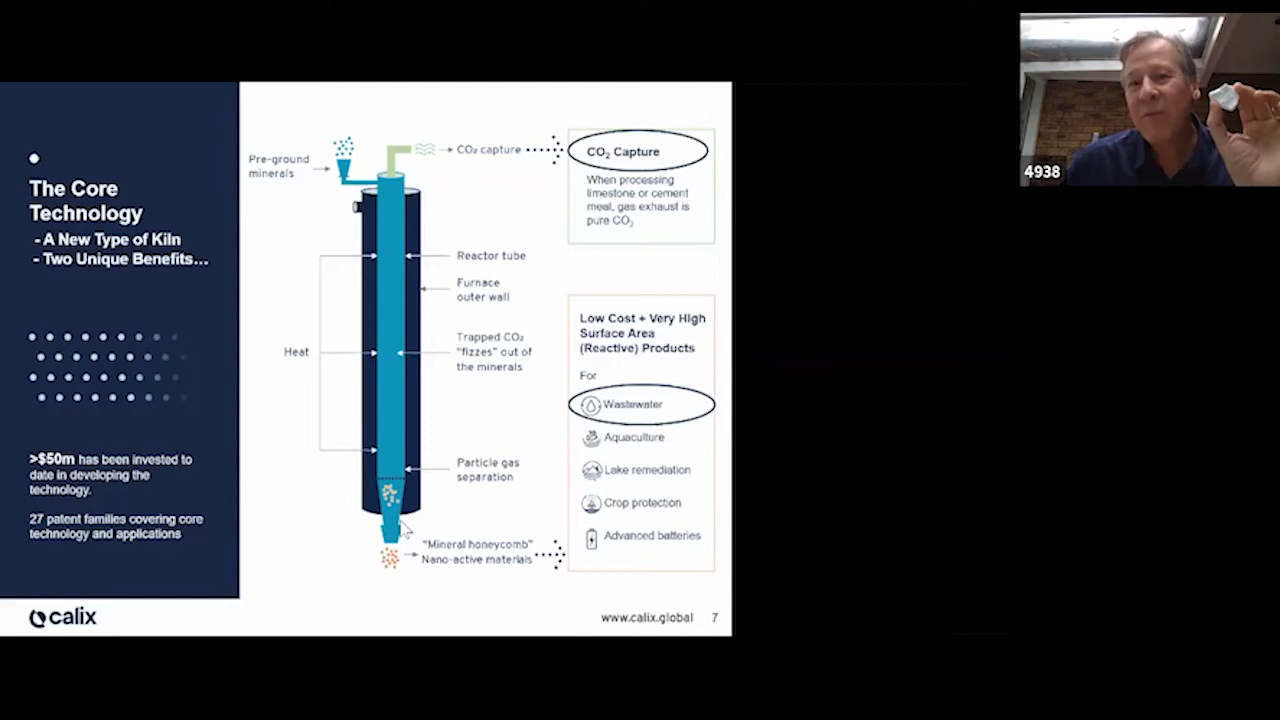 The Core
Technology
- A New Type of Kiln
- Two Unique Benefits...
>$50m has been invested to
date in developing the
technology.
27 patent families covering core
technology and applications
calix
Pre-ground
minerals
CO₂ capture
Reactor tube
Furnace
outer wall
Heat
Trapped CO₂
"fizzes" out of
the minerals
Particle gas
separation
"Mineral honeycomb"
Nano-active materials
CO₂ Capture
When processing
limestone or cement
meal, gas exhaust is
pure CO₂
Low Cost + Very High
Surface Area
(Reactive) Products
For
Wastewater
Aquaculture
Lake remediation
Crop protection
Advanced batteries
www.calix.global 7
4938